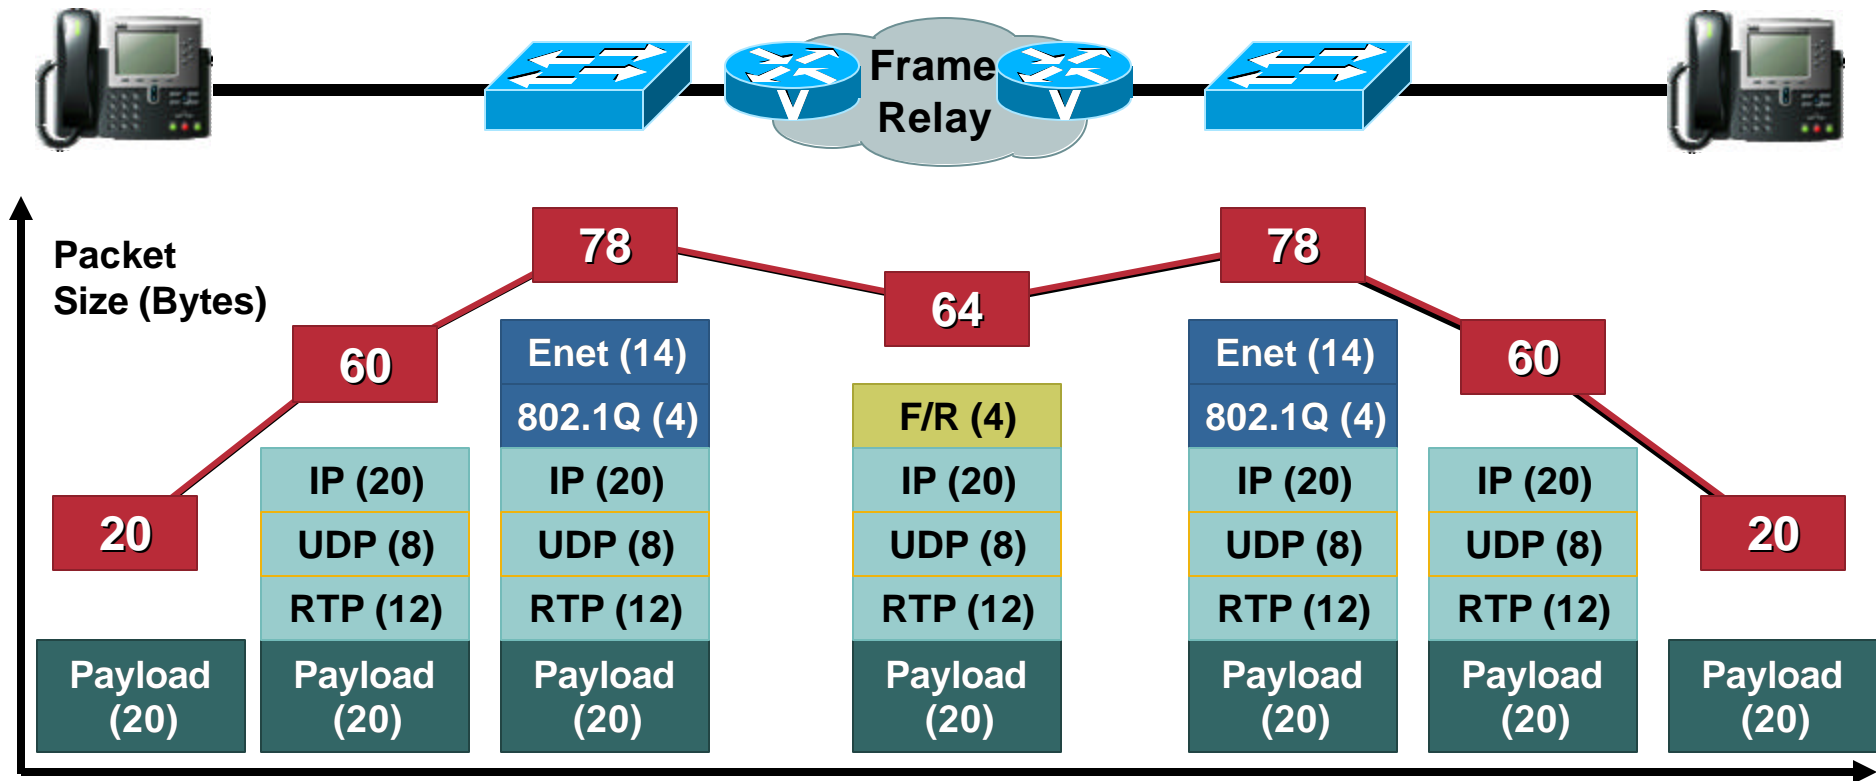 Frame
Relay
V
V
Packet
Size (Bytes)
20
60
78
64
78
60
20
Payload
(20)
IP (20)
UDP (8)
RTP (12)
Payload
(20)
Enet (14)
802.1Q (4)
IP (20)
UDP (8)
RTP (12)
Payload
(20)
F/R (4)
IP (20)
UDP (8)
RTP (12)
Payload
(20)
Enet (14)
802.1Q (4)
IP (20)
UDP (8)
RTP (12)
Payload
(20)
IP (20)
UDP (8)
RTP (12)
Payload
(20)
Payload
(20)